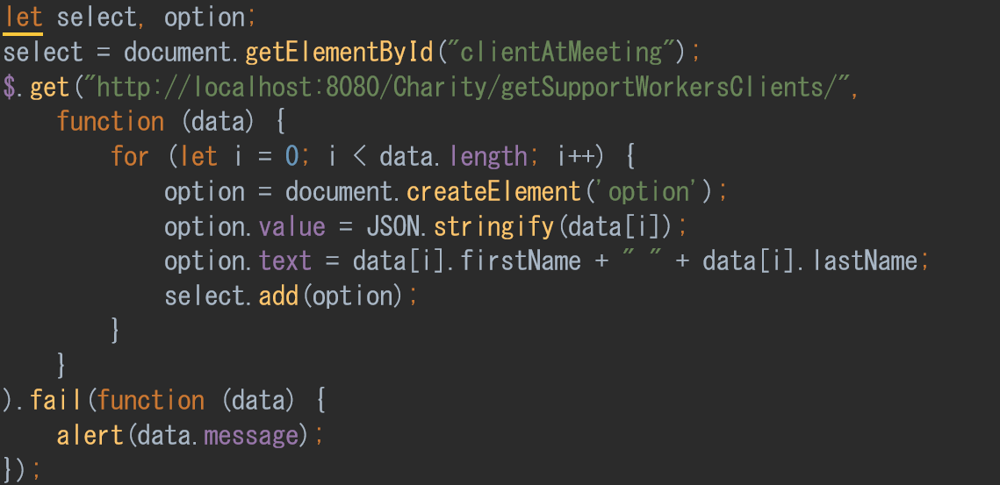 let select, option;
select = document.getElementById("clientAtMeeting");
$.get("http://localhost:8080/Charity/getSupportWorkersClients/",
    function (data) {
        for (let i = 0; i < data.length; i++) {
            option = document.createElement('option');
            option.value = JSON.stringify(data[i]);
            option.text = data[i].firstName + " " + data[i].lastName;
            select.add(option);
        }
    }
).fail(function (data) {
    alert(data.message);
});